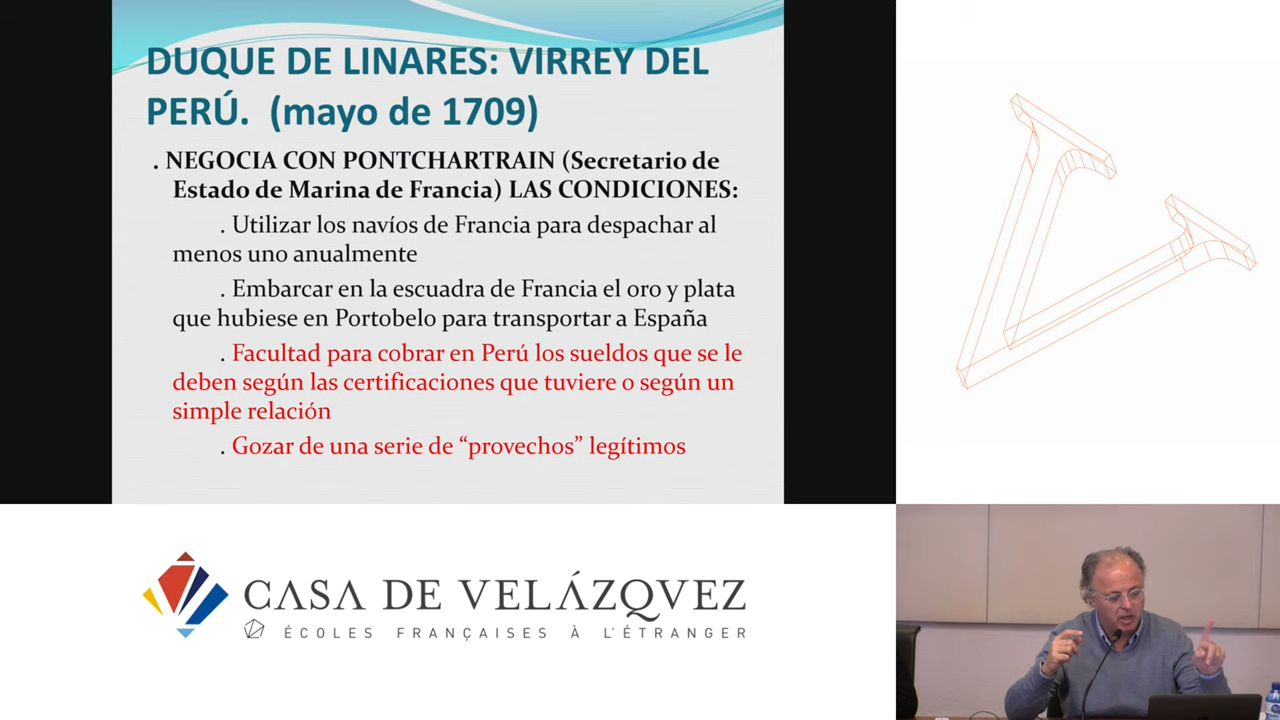 DUQUE DE LINARES: VIRREY DEL
PERÚ. (mayo de 1709)
. NEGOCIA CON PONTCHARTRAIN (Secretario de
Estado de Marina de Francia) LAS CONDICIONES:
. Utilizar los navíos de Francia para despachar al
menos uno anualmente
. Embarcar en la escuadra de Francia el oro y plata
que hubiese en Portobelo para transportar a España
. Facultad para cobrar en Perú los sueldos que se le
deben según las certificaciones que tuviere o según un
simple relación
. Gozar de una serie de “provechos” legítimos
CASA DE VELÁZQVEZ
ÉCOLES FRANÇAISES À L'ÉTRANGER